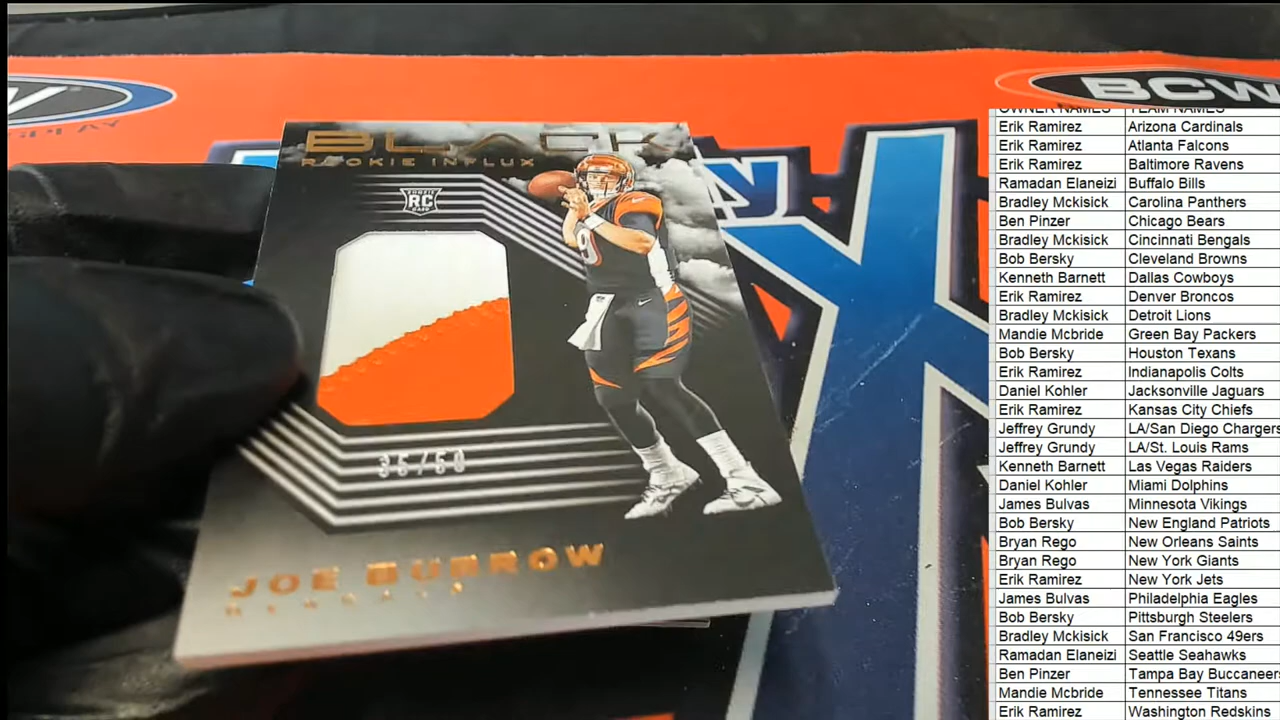 BLACK
ROOKIE INFLUX
RC
9
35/50
JOE BURROW
BCW
OWNER NAMES TEAM NAMES
Erik Ramirez Arizona Cardinals
Erik Ramirez Atlanta Falcons
Erik Ramirez Baltimore Ravens
Ramadan Elaneizi Buffalo Bills
Bradley Mckisick Carolina Panthers
Ben Pinzer Chicago Bears
Bradley Mckisick Cincinnati Bengals
Bob Bersky Cleveland Browns
Kenneth Barnett Dallas Cowboys
Erik Ramirez Denver Broncos
Bradley Mckisick Detroit Lions
Mandie Mcbride Green Bay Packers
Bob Bersky Houston Texans
Erik Ramirez Indianapolis Colts
Daniel Kohler Jacksonville Jaguars
Erik Ramirez Kansas City Chiefs
Jeffrey Grundy LA/San Diego Chargers
Jeffrey Grundy LA/St. Louis Rams
Kenneth Barnett Las Vegas Raiders
Daniel Kohler Miami Dolphins
James Bulvas Minnesota Vikings
Bob Bersky New England Patriots
Bryan Rego New Orleans Saints
Bryan Rego New York Giants
Erik Ramirez New York Jets
James Bulvas Philadelphia Eagles
Bob Bersky Pittsburgh Steelers
Bradley Mckisick San Francisco 49ers
Ramadan Elaneizi Seattle Seahawks
Ben Pinzer Tampa Bay Buccaneers
Mandie Mcbride Tennessee Titans
Erik Ramirez Washington Redskins